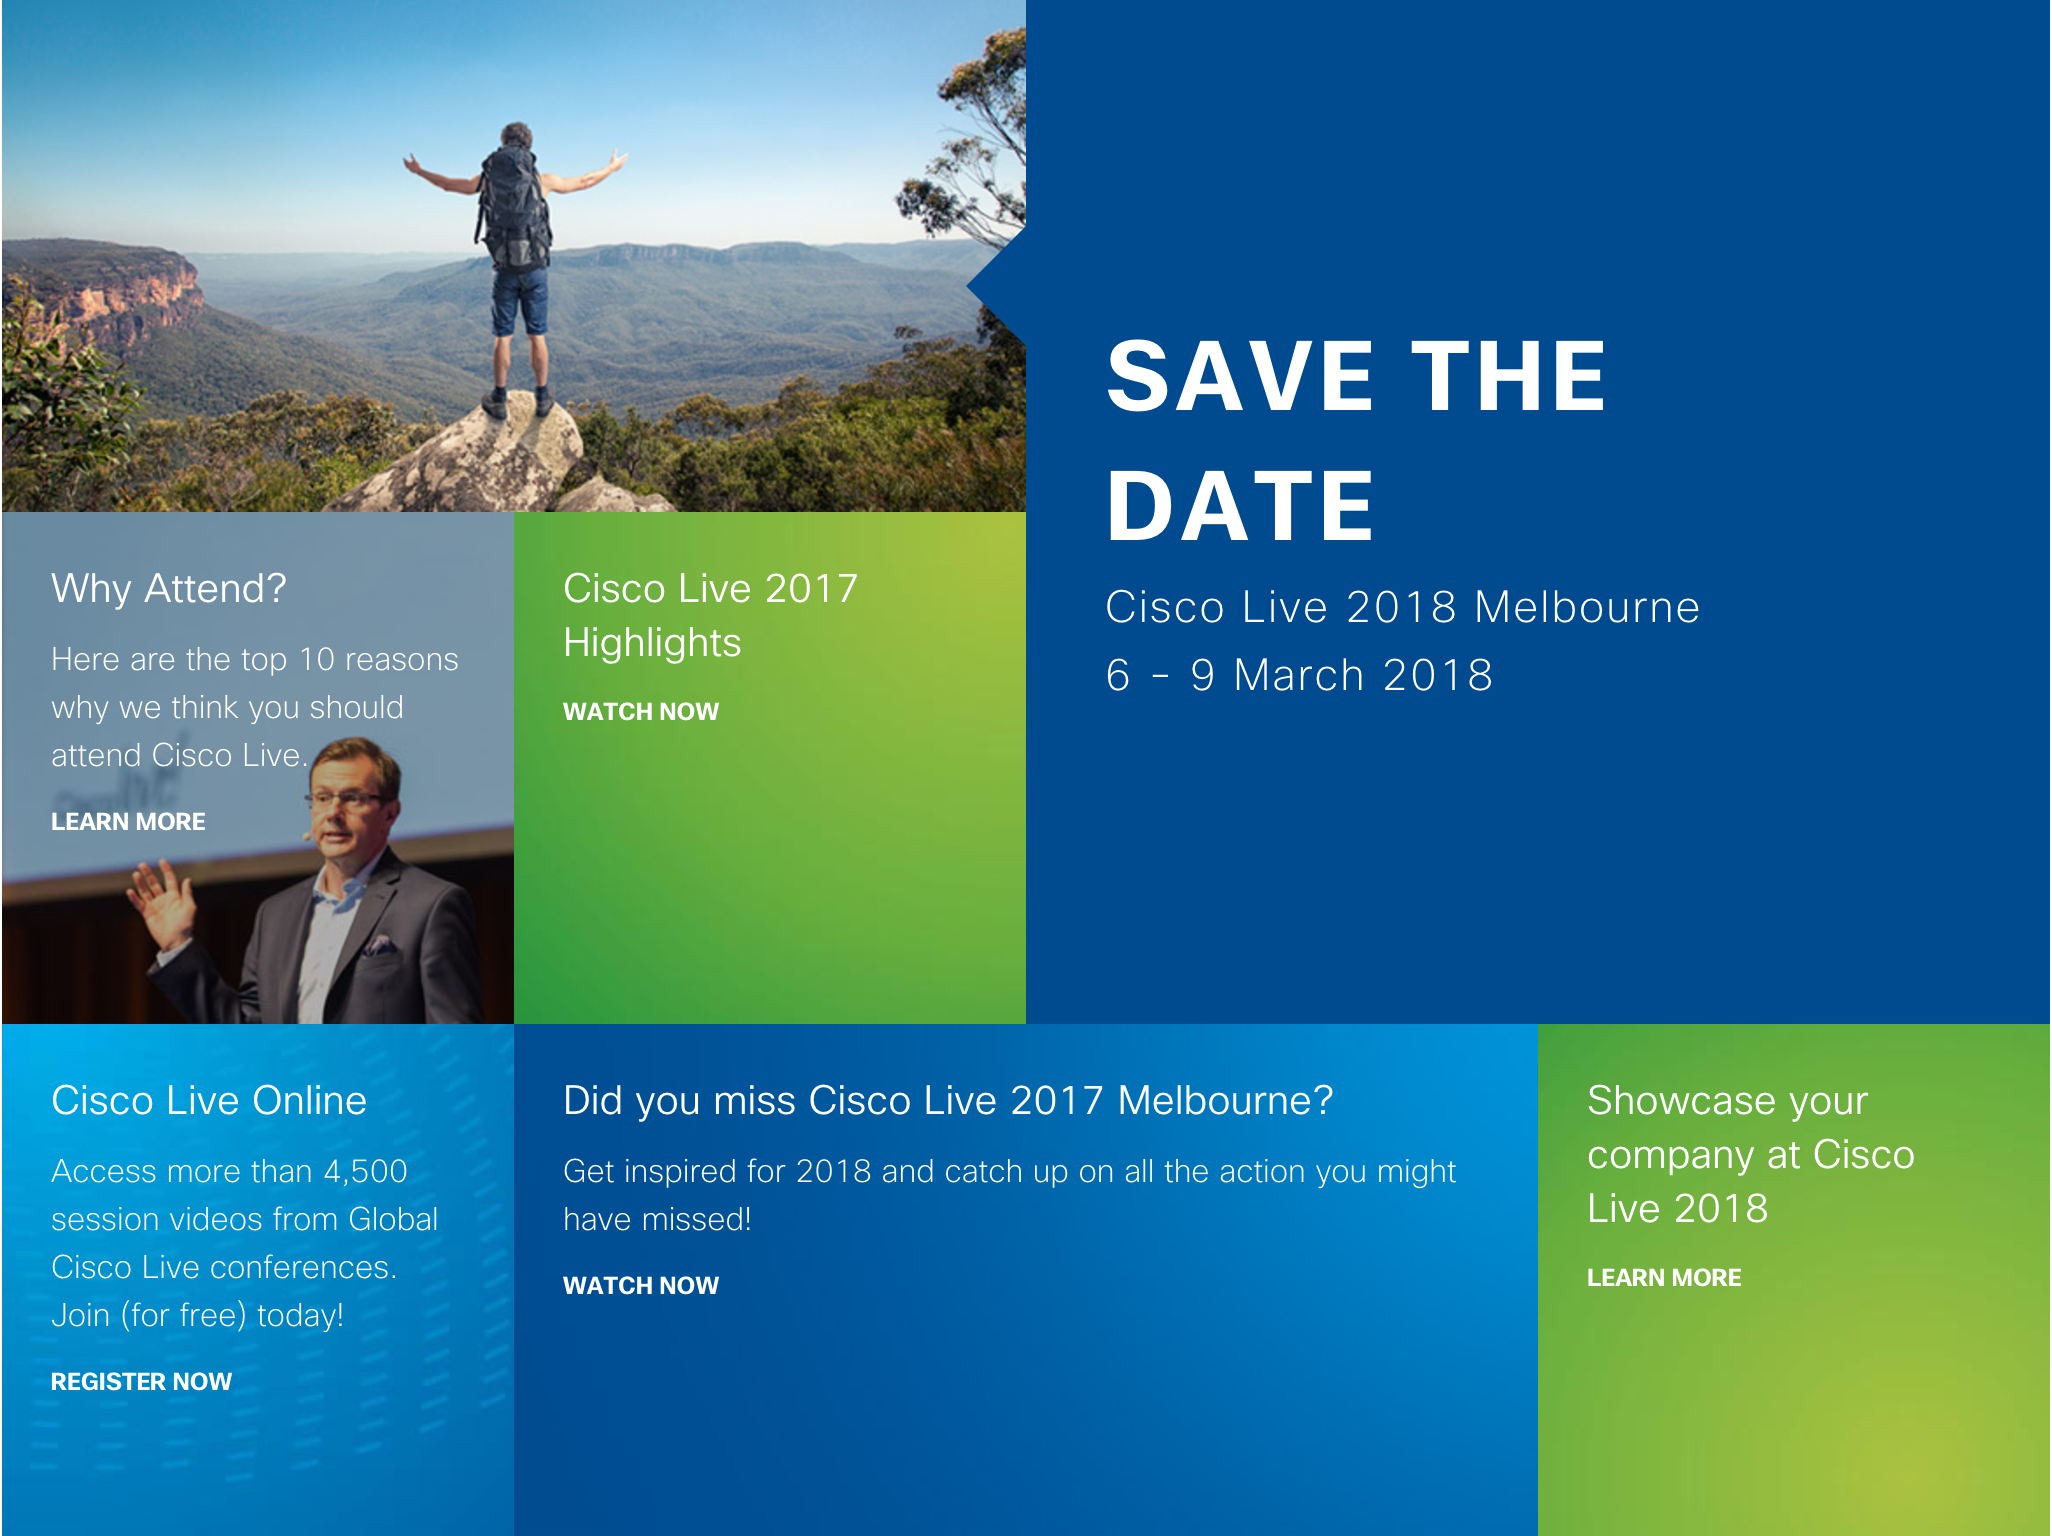 SAVE THE
DATE
Cisco Live 2018 Melbourne
6 - 9 March 2018
Why Attend?
Here are the top 10 reasons
why we think you should
attend Cisco Live.
LEARN MORE
Cisco Live 2017
Highlights
WATCH NOW
Cisco Live Online
Access more than 4,500
session videos from Global
Cisco Live conferences.
Join (for free) today!
REGISTER NOW
Did you miss Cisco Live 2017 Melbourne?
Get inspired for 2018 and catch up on all the action you might
have missed!
WATCH NOW
Showcase your
company at Cisco
Live 2018
LEARN MORE